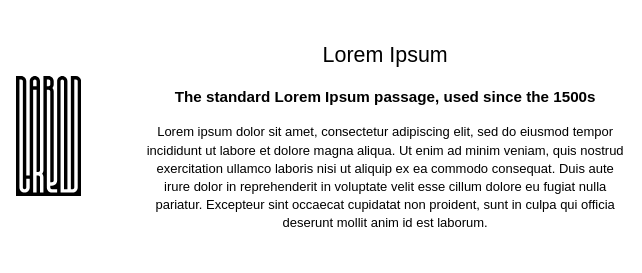 CREW
Lorem Ipsum
The standard Lorem Ipsum passage, used since the 1500s
Lorem ipsum dolor sit amet, consectetur adipiscing elit, sed do eiusmod tempor
incididunt ut labore et dolore magna aliqua. Ut enim ad minim veniam, quis nostrud
exercitation ullamco laboris nisi ut aliquip ex ea commodo consequat. Duis aute
irure dolor in reprehenderit in voluptate velit esse cillum dolore eu fugiat nulla
pariatur. Excepteur sint occaecat cupidatat non proident, sunt in culpa qui officia
deserunt mollit anim id est laborum.